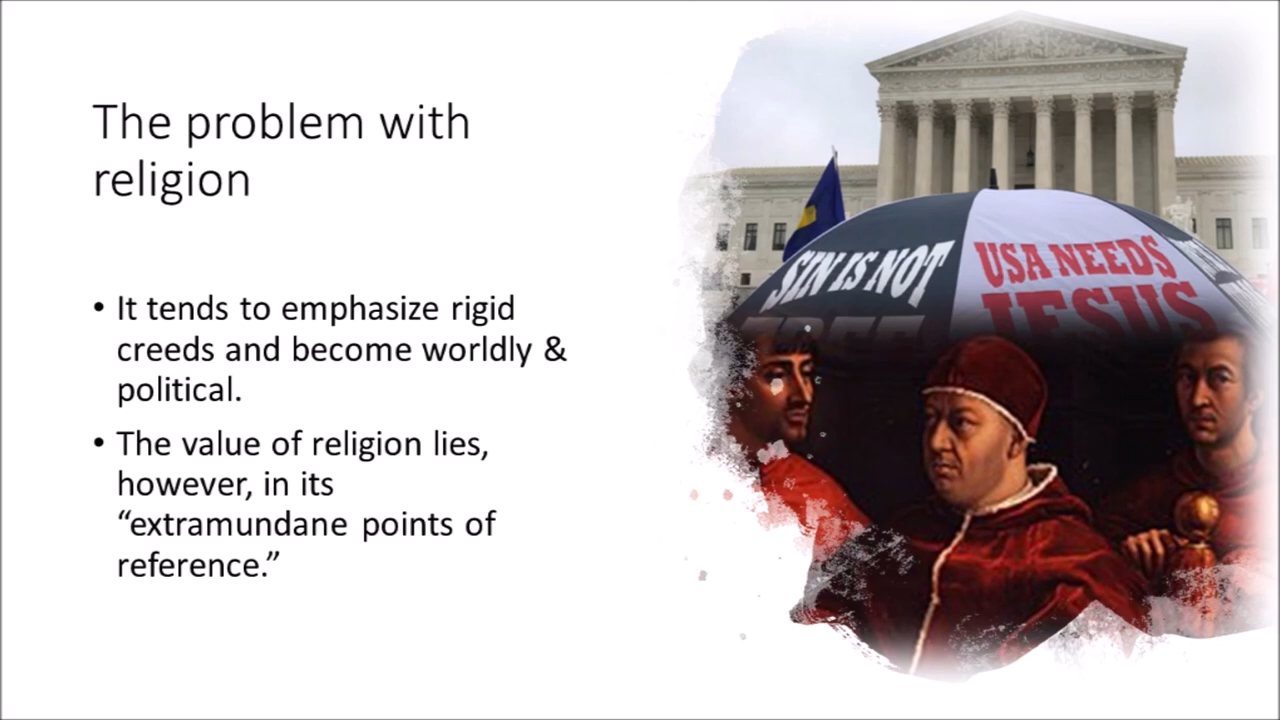 The problem with
religion
• It tends to emphasize rigid
creeds and become worldly &
political.
• The value of religion lies,
however, in its
“extramundane points of
reference.”
SIN IS NOT
USA NEEDS
JESUS